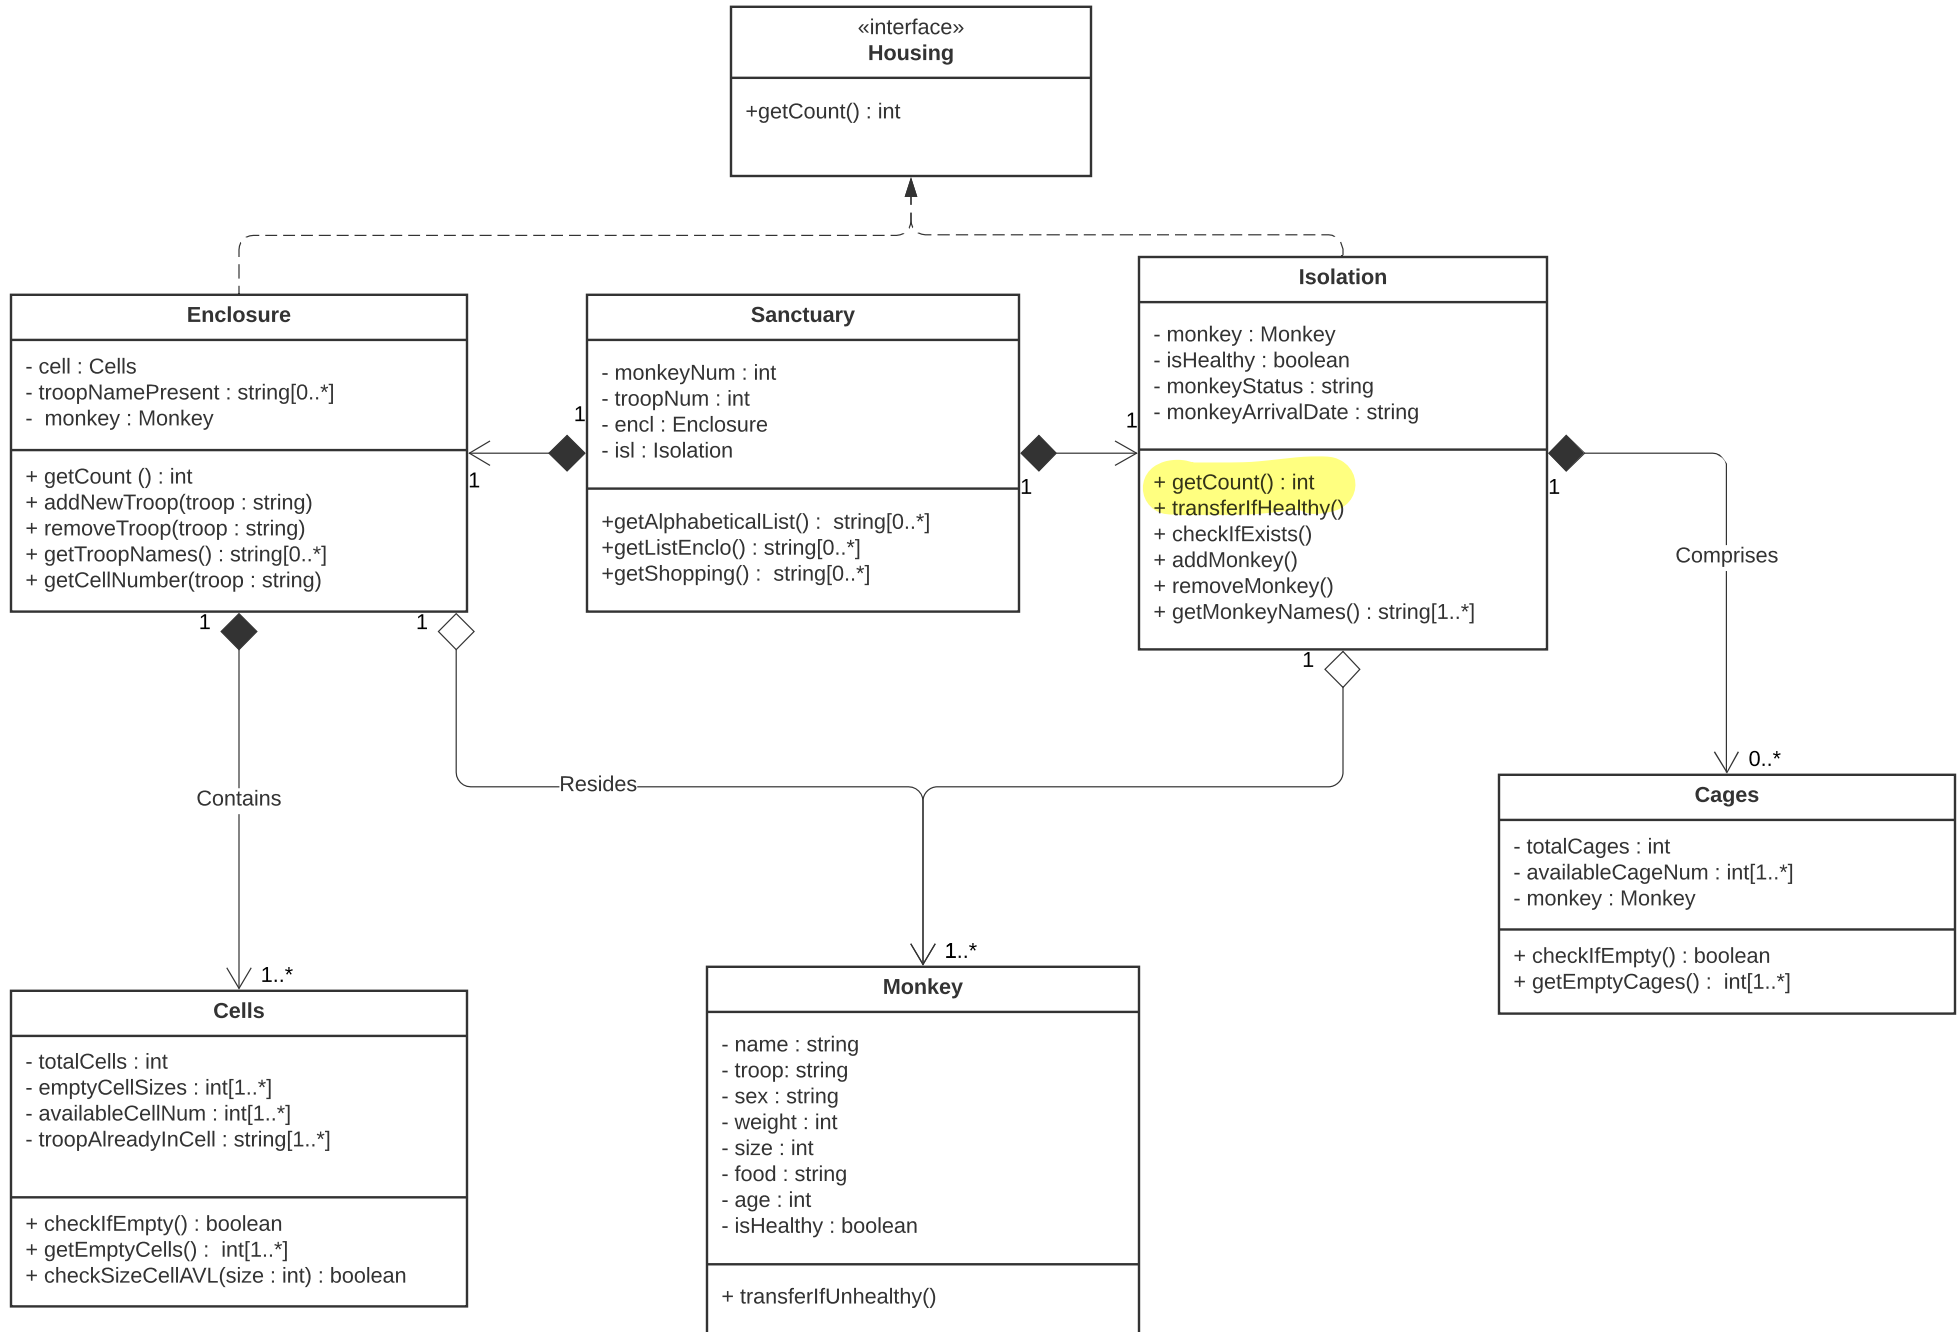 «interface»
Housing
+getCount() : int
Enclosure
- cell : Cells
- troopNamePresent : string[0..*]
-  monkey : Monkey
+ getCount () : int
+ addNewTroop(troop : string)
+ removeTroop(troop : string)
+ getTroopNames() : string[0..*]
+ getCellNumber(troop : string)
1
1
Sanctuary
- monkeyNum : int
- troopNum : int
- encl : Enclosure
- isl : Isolation
+getAlphabeticalList() :  string[0..*]
+getListEnclo() : string[0..*]
+getShopping() :  string[0..*]
1
1
Isolation
- monkey : Monkey
- isHealthy : boolean
- monkeyStatus : string
- monkeyArrivalDate : string
+ getCount() : int
+ transferIfHealthy()
+ checkIfExists()
+ addMonkey()
+ removeMonkey()
+ getMonkeyNames() : string[1..*]
1
Comprises
0..*
1
1
1
Contains
Resides
1..*
1..*
Cages
- totalCages : int
- availableCageNum : int[1..*]
- monkey : Monkey
+ checkIfEmpty() : boolean
+ getEmptyCages() :  int[1..*]
Cells
- totalCells : int
- emptyCellSizes : int[1..*]
- availableCellNum : int[1..*]
- troopAlreadyInCell : string[1..*]
+ checkIfEmpty() : boolean
+ getEmptyCells() :  int[1..*]
+ checkSizeCellAVL(size : int) : boolean
Monkey
- name : string
- troop: string
- sex : string
- weight : int
- size : int
- food : string
- age : int
- isHealthy : boolean
+ transferIfUnhealthy()